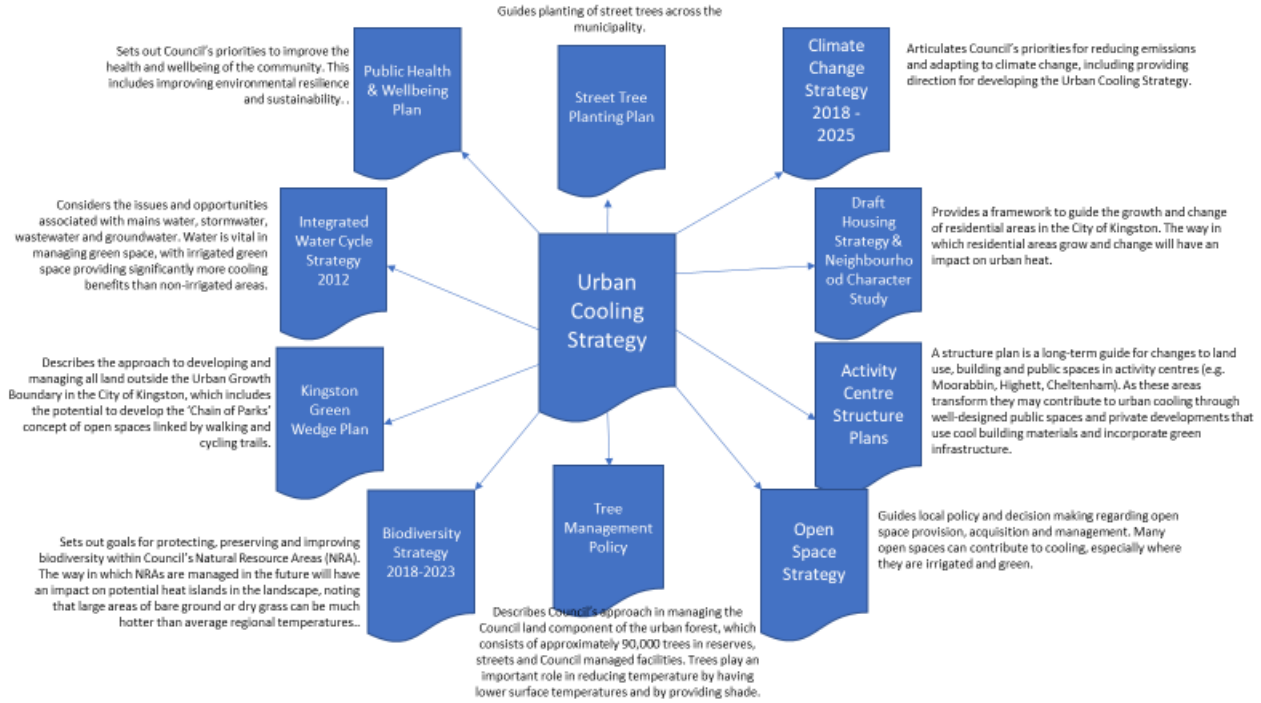 Guides planting of street trees across the
municipality.
Sets out Council's priorities to improve the
health and wellbeing of the community. This
includes improving environmental resilience
and sustainability. .
Public Health
& Wellbeing
Plan
Street Tree
Planting Plan
Climate
Change
Strategy
2018 -
2025
Articulates Council's priorities for reducing emissions
and adapting to climate change, including providing
direction for developing the Urban Cooling Strategy.
Considers the issues and opportunities
associated with mains water, stormwater,
wastewater and groundwater. Water is vital in
managing green space, with irrigated green
space providing significantly more cooling
benefits than non-irrigated areas.
Integrated
Water Cycle
Strategy
2012
Urban
Cooling
Strategy
Draft
Housing
Strategy &
Neighbourho
od Character
Study
Provides a framework to guide the growth and change
of residential areas in the City of Kingston. The way in
which residential areas grow and change will have an
impact on urban heat.
Describes the approach to developing and
managing all land outside the Urban Growth
Boundary in the City of Kingston, which includes
the potential to develop the 'Chain of Parks'
concept of open spaces linked by walking and
cycling trails.
Kingston
Green
Wedge Plan
Activity
Centre
Structure
Plans
A structure plan is a long-term guide for changes to land
use, building and public spaces in activity centres (e.g.
Moorabbin, Highett, Cheltenham). As these areas
transform they may contribute to urban cooling through
well-designed public spaces and private developments that
use cool building materials and incorporate green
infrastructure.
Sets out goals for protecting, preserving and improving
biodiversity within Council's Natural Resource Areas (NRA).
The way in which NRAs are managed in the future will have
an impact on potential heat islands in the landscape, noting
that large areas of bare ground or dry grass can be much
hotter than average regional temperatures..
Biodiversity
Strategy
2018-2023
Tree
Management
Policy
Describes Council's approach in managing the
Council land component of the urban forest, which
consists of approximately 90,000 trees in reserves,
streets and Council managed facilities. Trees play an
important role in reducing temperature by having
lower surface temperatures and by providing shade.
Open
Space
Strategy
Guides local policy and decision making regarding open
space provision, acquisition and management. Many
open spaces can contribute to cooling, especially where
they are irrigated and green.